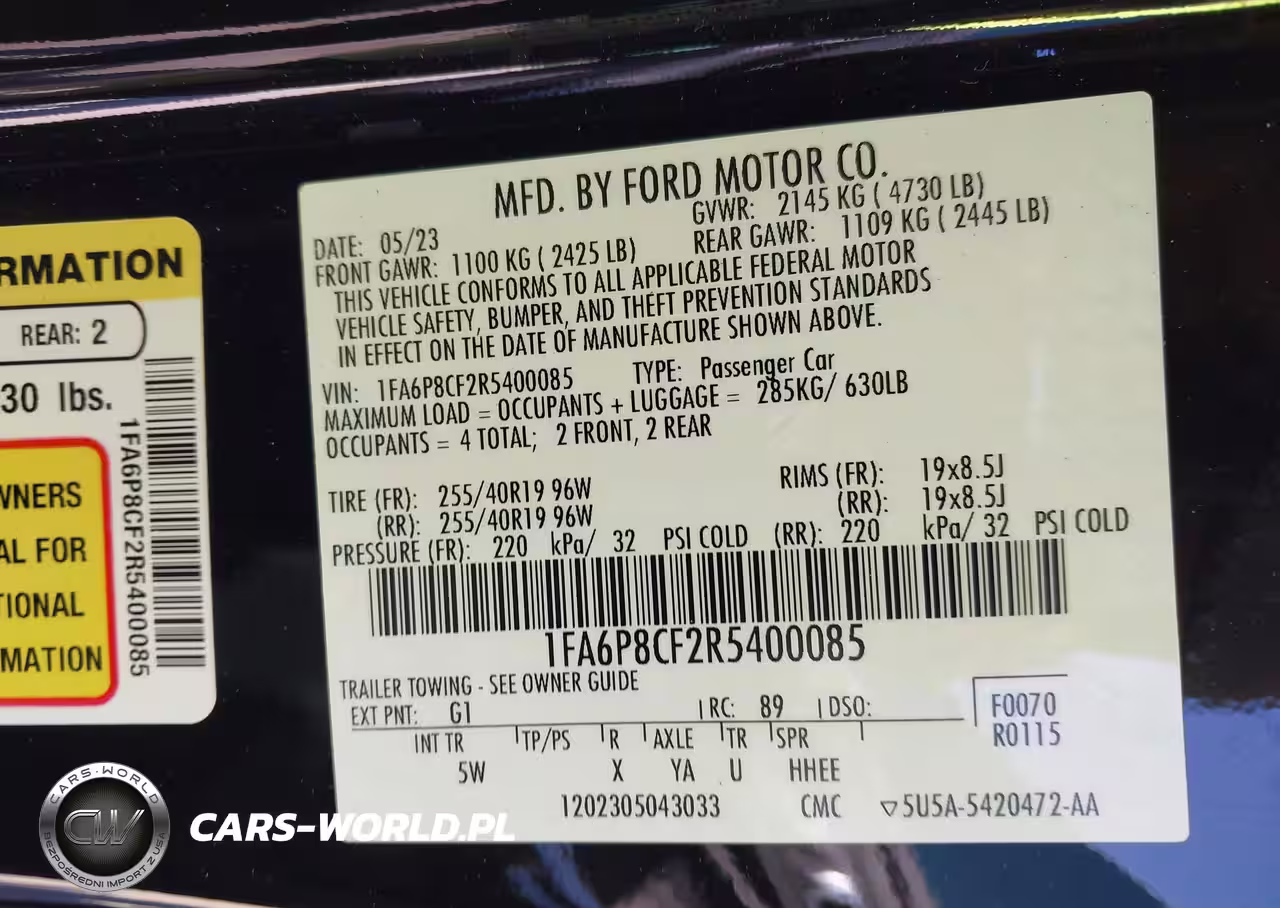 RMATION
REAR: 2
30 lbs.
WNERS
AL FOR
TIONAL
MATION
1FA6P8CF2R5400085
MFD. BY FORD MOTOR CO.
DATE: 05/23 GVWR: 2145 KG ( 4730 LB)
FRONT GAWR: 1100 KG ( 2425 LB) REAR GAWR: 1109 KG ( 2445 LB)
THIS VEHICLE CONFORMS TO ALL APPLICABLE FEDERAL MOTOR
VEHICLE SAFETY, BUMPER, AND THEFT PREVENTION STANDARDS
IN EFFECT ON THE DATE OF MANUFACTURE SHOWN ABOVE.
VIN: 1FA6P8CF2R5400085 TYPE: Passenger Car
MAXIMUM LOAD = OCCUPANTS + LUGGAGE = 285KG/ 630LB
OCCUPANTS = 4 TOTAL; 2 FRONT, 2 REAR
TIRE (FR): 255/40R19 96W RIMS (FR): 19x8.5J
(RR): 255/40R19 96W (RR): 19x8.5J
PRESSURE (FR): 220 kPa/ 32 PSI COLD (RR): 220 kPa/ 32 PSI COLD
1FA6P8CF2R5400085
TRAILER TOWING - SEE OWNER GUIDE
EXT PNT: G1 RC: 89 DSO: F0070
R0115
INT TR TP/PS R AXLE TR SPR
5W X YA U HHEE
1202305043033 CMC ▽5U5A-5420472-AA
CARS-WORLD
CW
BEZPOŚREDNI IMPORT Z USA
CARS-WORLD.PL